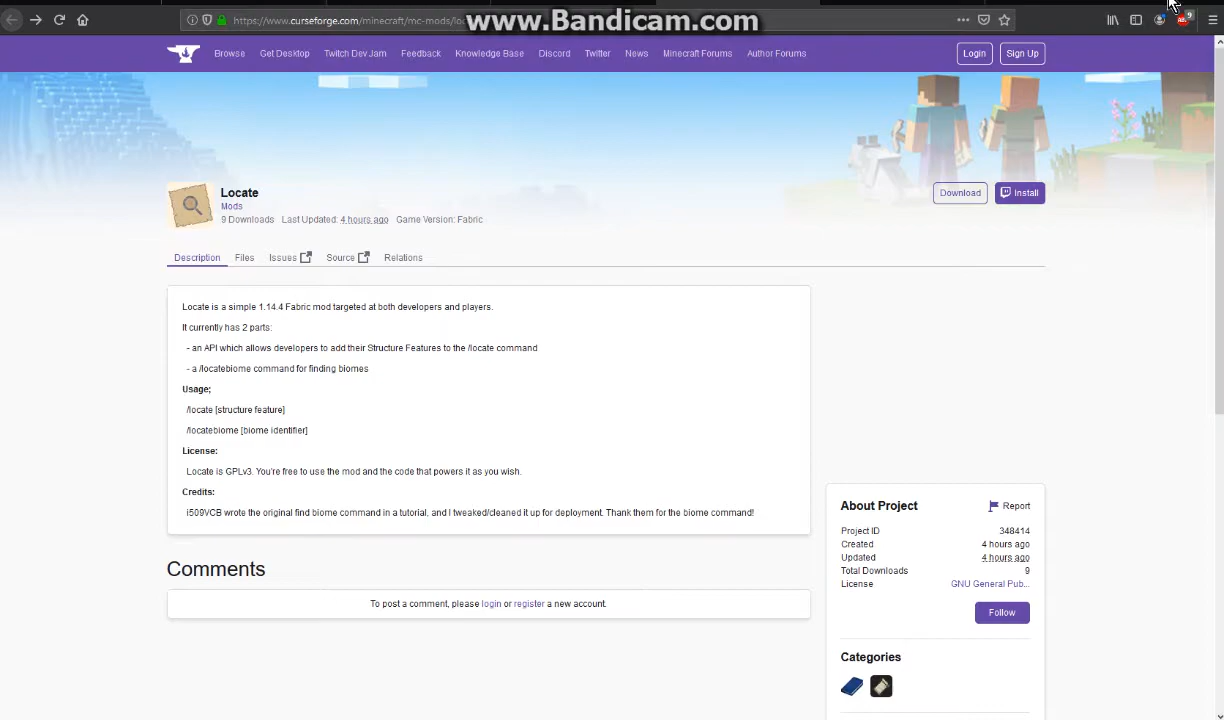 https://www.curseforge.com/minecraft/mc-mods/loc
www.Bandicam.com
9
Browse Get Desktop Twitch Dev Jam Feedback Knowledge Base Discord Twitter News Minecraft Forums Author Forums Login Sign Up
Locate
Mods
9 Downloads Last Updated: 4 hours ago Game Version: Fabric
Download Install
Description Files Issues Source Relations
Locate is a simple 1.14.4 Fabric mod targeted at both developers and players.
It currently has 2 parts:
- an API which allows developers to add their Structure Features to the /locate command
- a /locatebiome command for finding biomes
Usage;
/locate [structure feature]
/locatebiome [biome identifier]
License:
Locate is GPLv3. You're free to use the mod and the code that powers it as you wish.
Credits:
i509VCB wrote the original find biome command in a tutorial, and I tweaked/cleaned it up for deployment. Thank them for the biome command!
Comments
To post a comment, please login or register a new account.
About Project Report
Project ID 348414
Created 4 hours ago
Updated 4 hours ago
Total Downloads 9
License GNU General Pub...
Follow
Categories